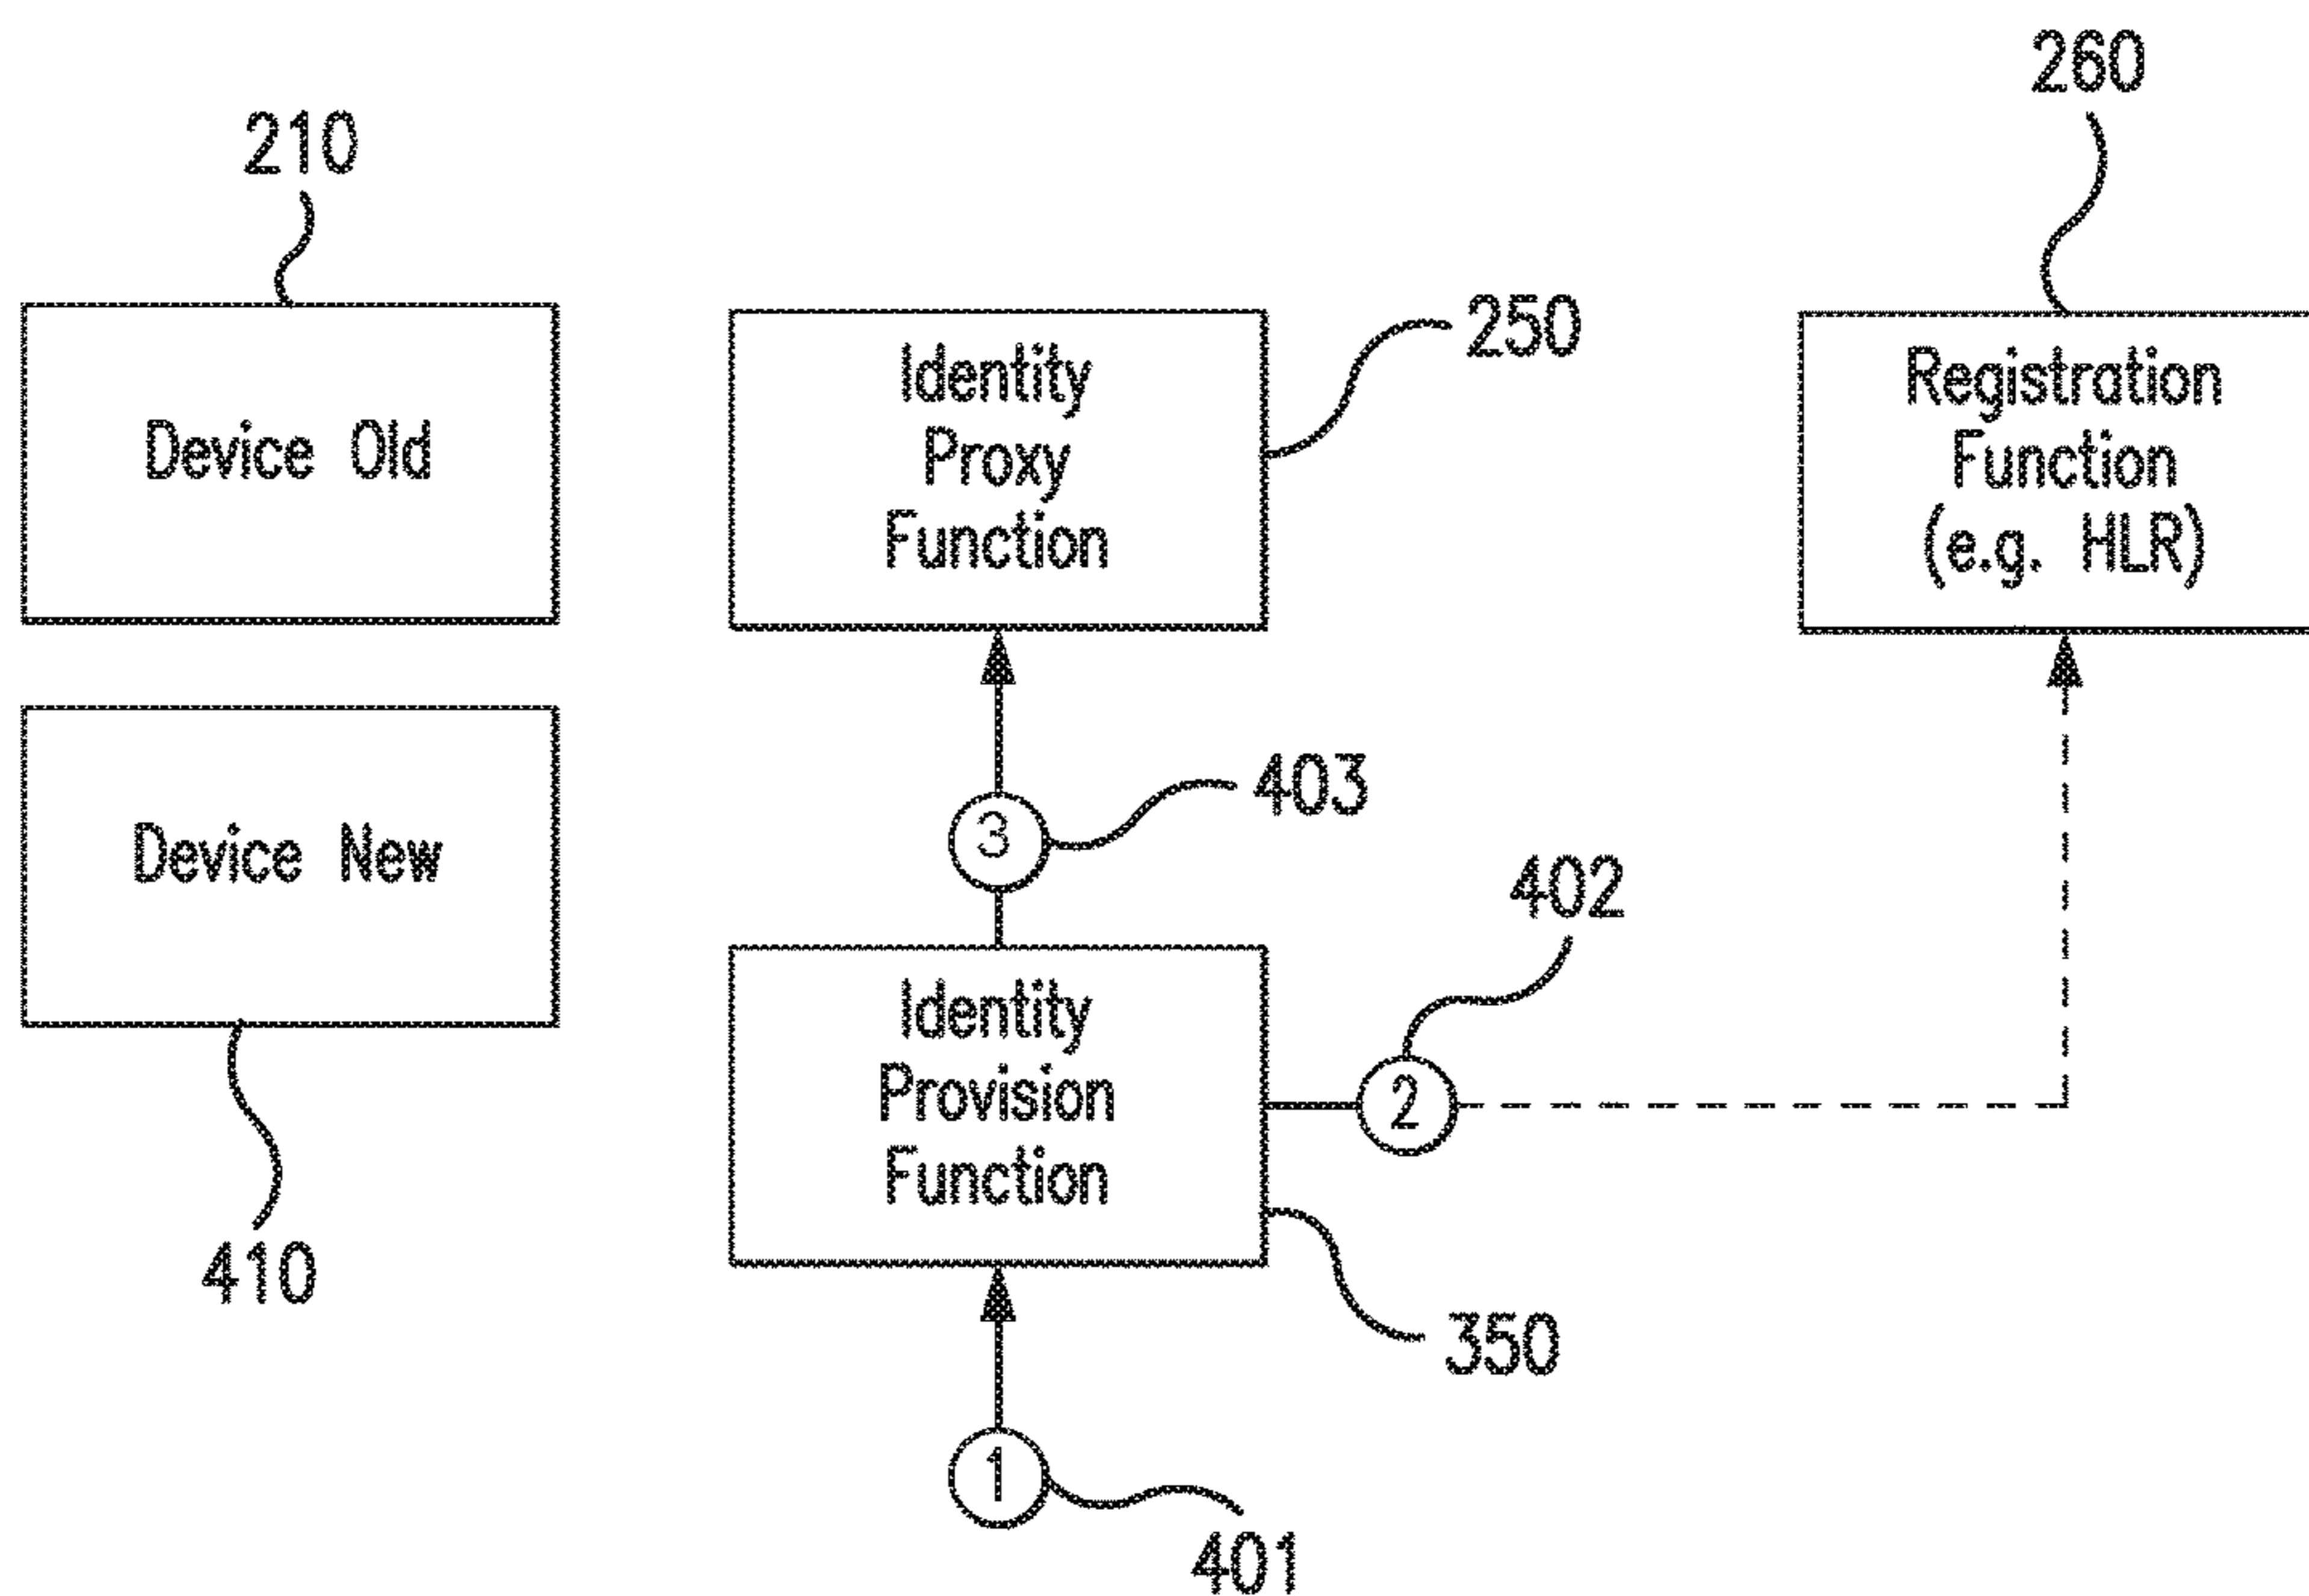 260
210
250
Device Old
Identity
Proxy
Function
Registration
Function
(e.g. HLR)
403
3
Device New
402
Identity
Provision
Function
2
410
350
1
401